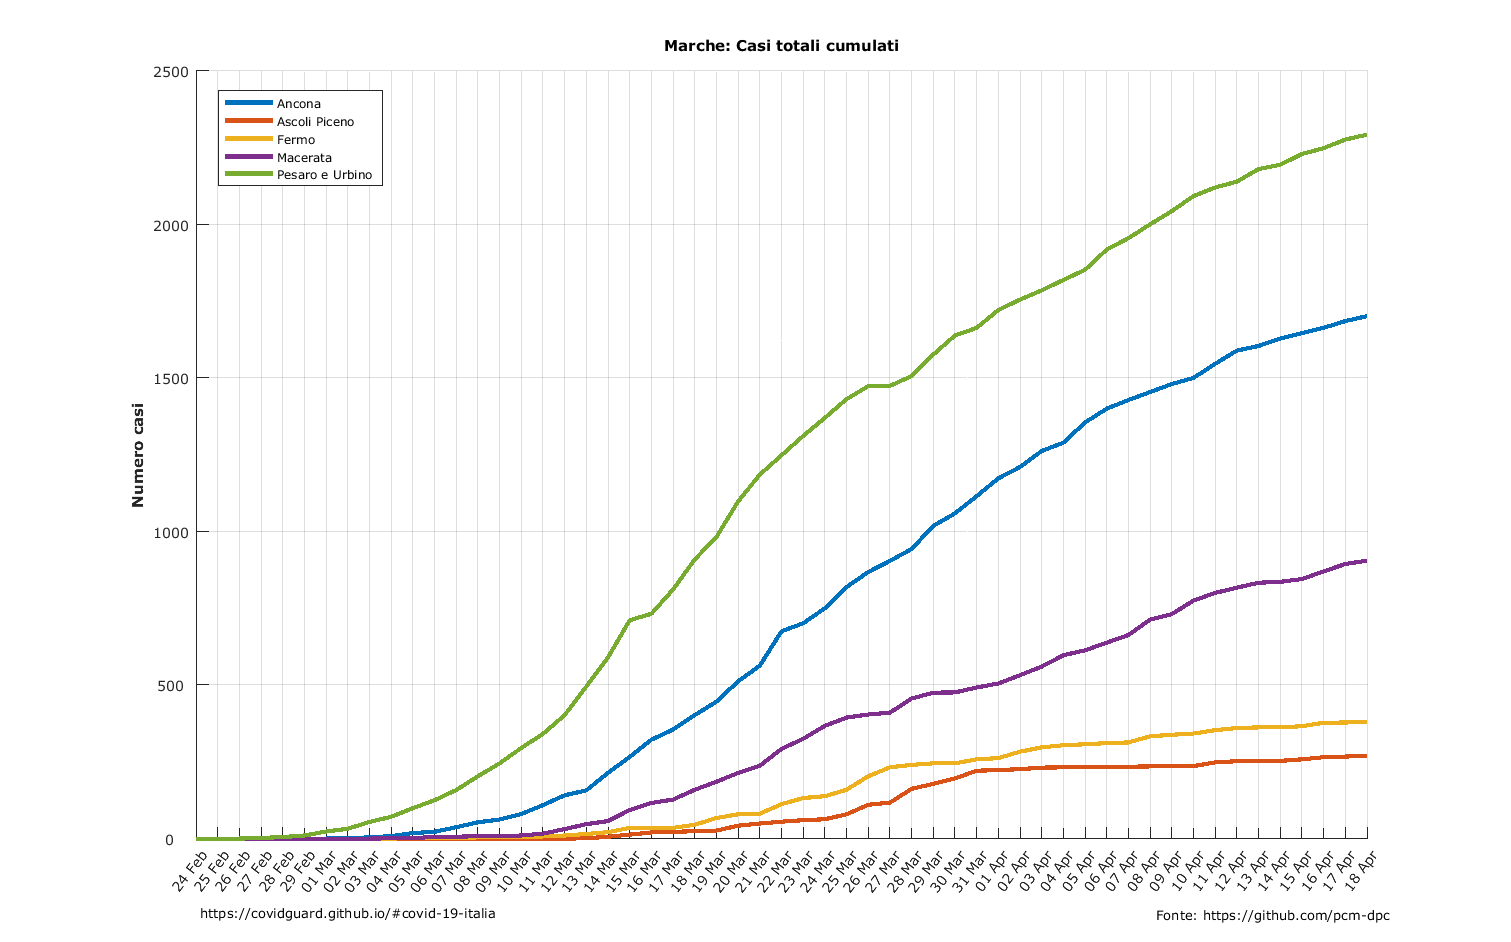 Marche: Casi totali cumulati
2500
2000
1500
1000
500
0
Numero casi
Ancona
Ascoli Piceno
Fermo
Macerata
Pesaro e Urbino
24 Feb
25 Feb
26 Feb
27 Feb
28 Feb
29 Feb
01 Mar
02 Mar
03 Mar
04 Mar
05 Mar
06 Mar
07 Mar
08 Mar
09 Mar
10 Mar
11 Mar
12 Mar
13 Mar
14 Mar
15 Mar
16 Mar
17 Mar
18 Mar
19 Mar
20 Mar
21 Mar
22 Mar
23 Mar
24 Mar
25 Mar
26 Mar
27 Mar
28 Mar
29 Mar
30 Mar
31 Mar
01 Apr
02 Apr
03 Apr
04 Apr
05 Apr
06 Apr
07 Apr
08 Apr
09 Apr
10 Apr
11 Apr
12 Apr
13 Apr
14 Apr
15 Apr
16 Apr
17 Apr
18 Apr
https://covidguard.github.io/#covid-19-italia
Fonte: https://github.com/pcm-dpc